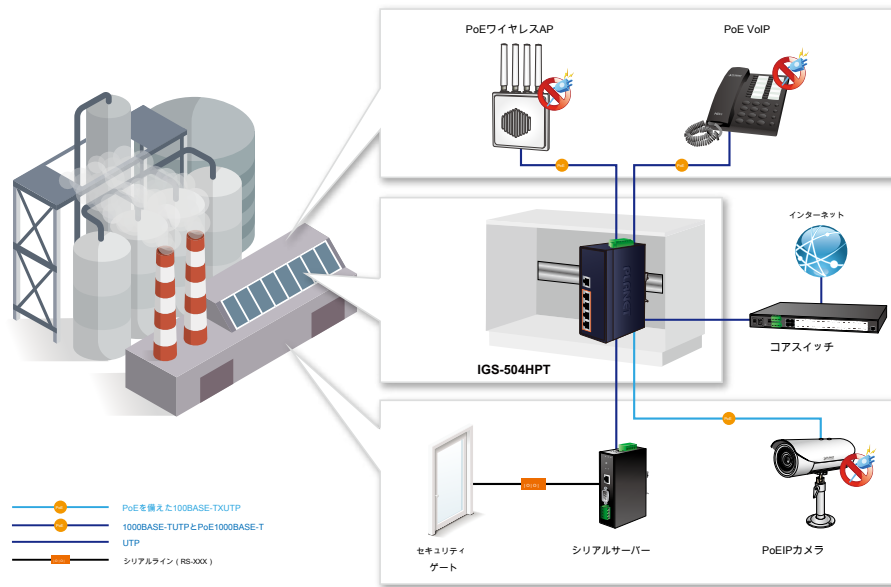 PoEワイヤレスAP
PoE VoIP
インターネット
コアスイッチ
PLANET
IGS-504HPT
セキュリティ
ゲート
シリアルサーバー
PoEIPカメラ
PoEを備えた100BASE-TXUTP
1000BASE-TUTPとPoE1000BASE-T
UTP
シリアルライン（RS-XXX）